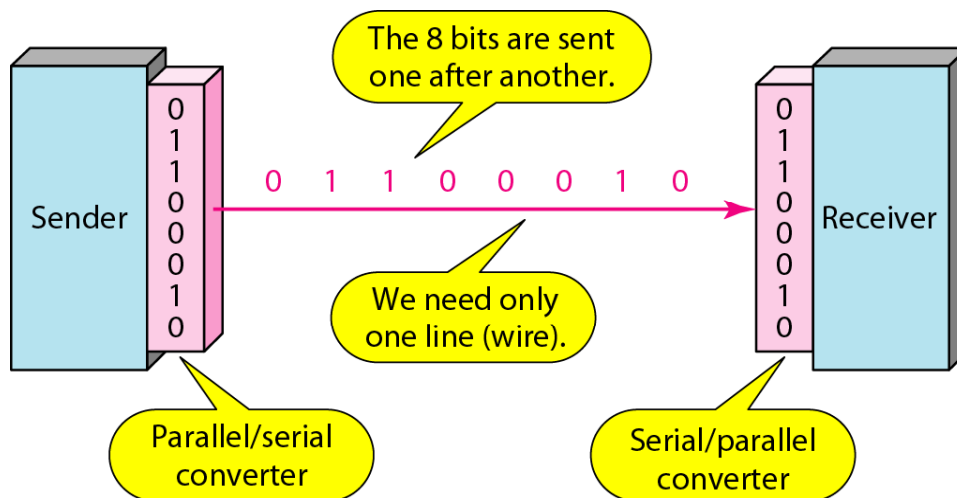 The 8 bits are sent
one after another.
0 1 1 0 0 0 1 0
Sender
0
1
1
0
0
0
1
0
We need only
one line (wire).
0
1
1
0
0
0
1
0
Receiver
Parallel/serial
converter
Serial/parallel
converter